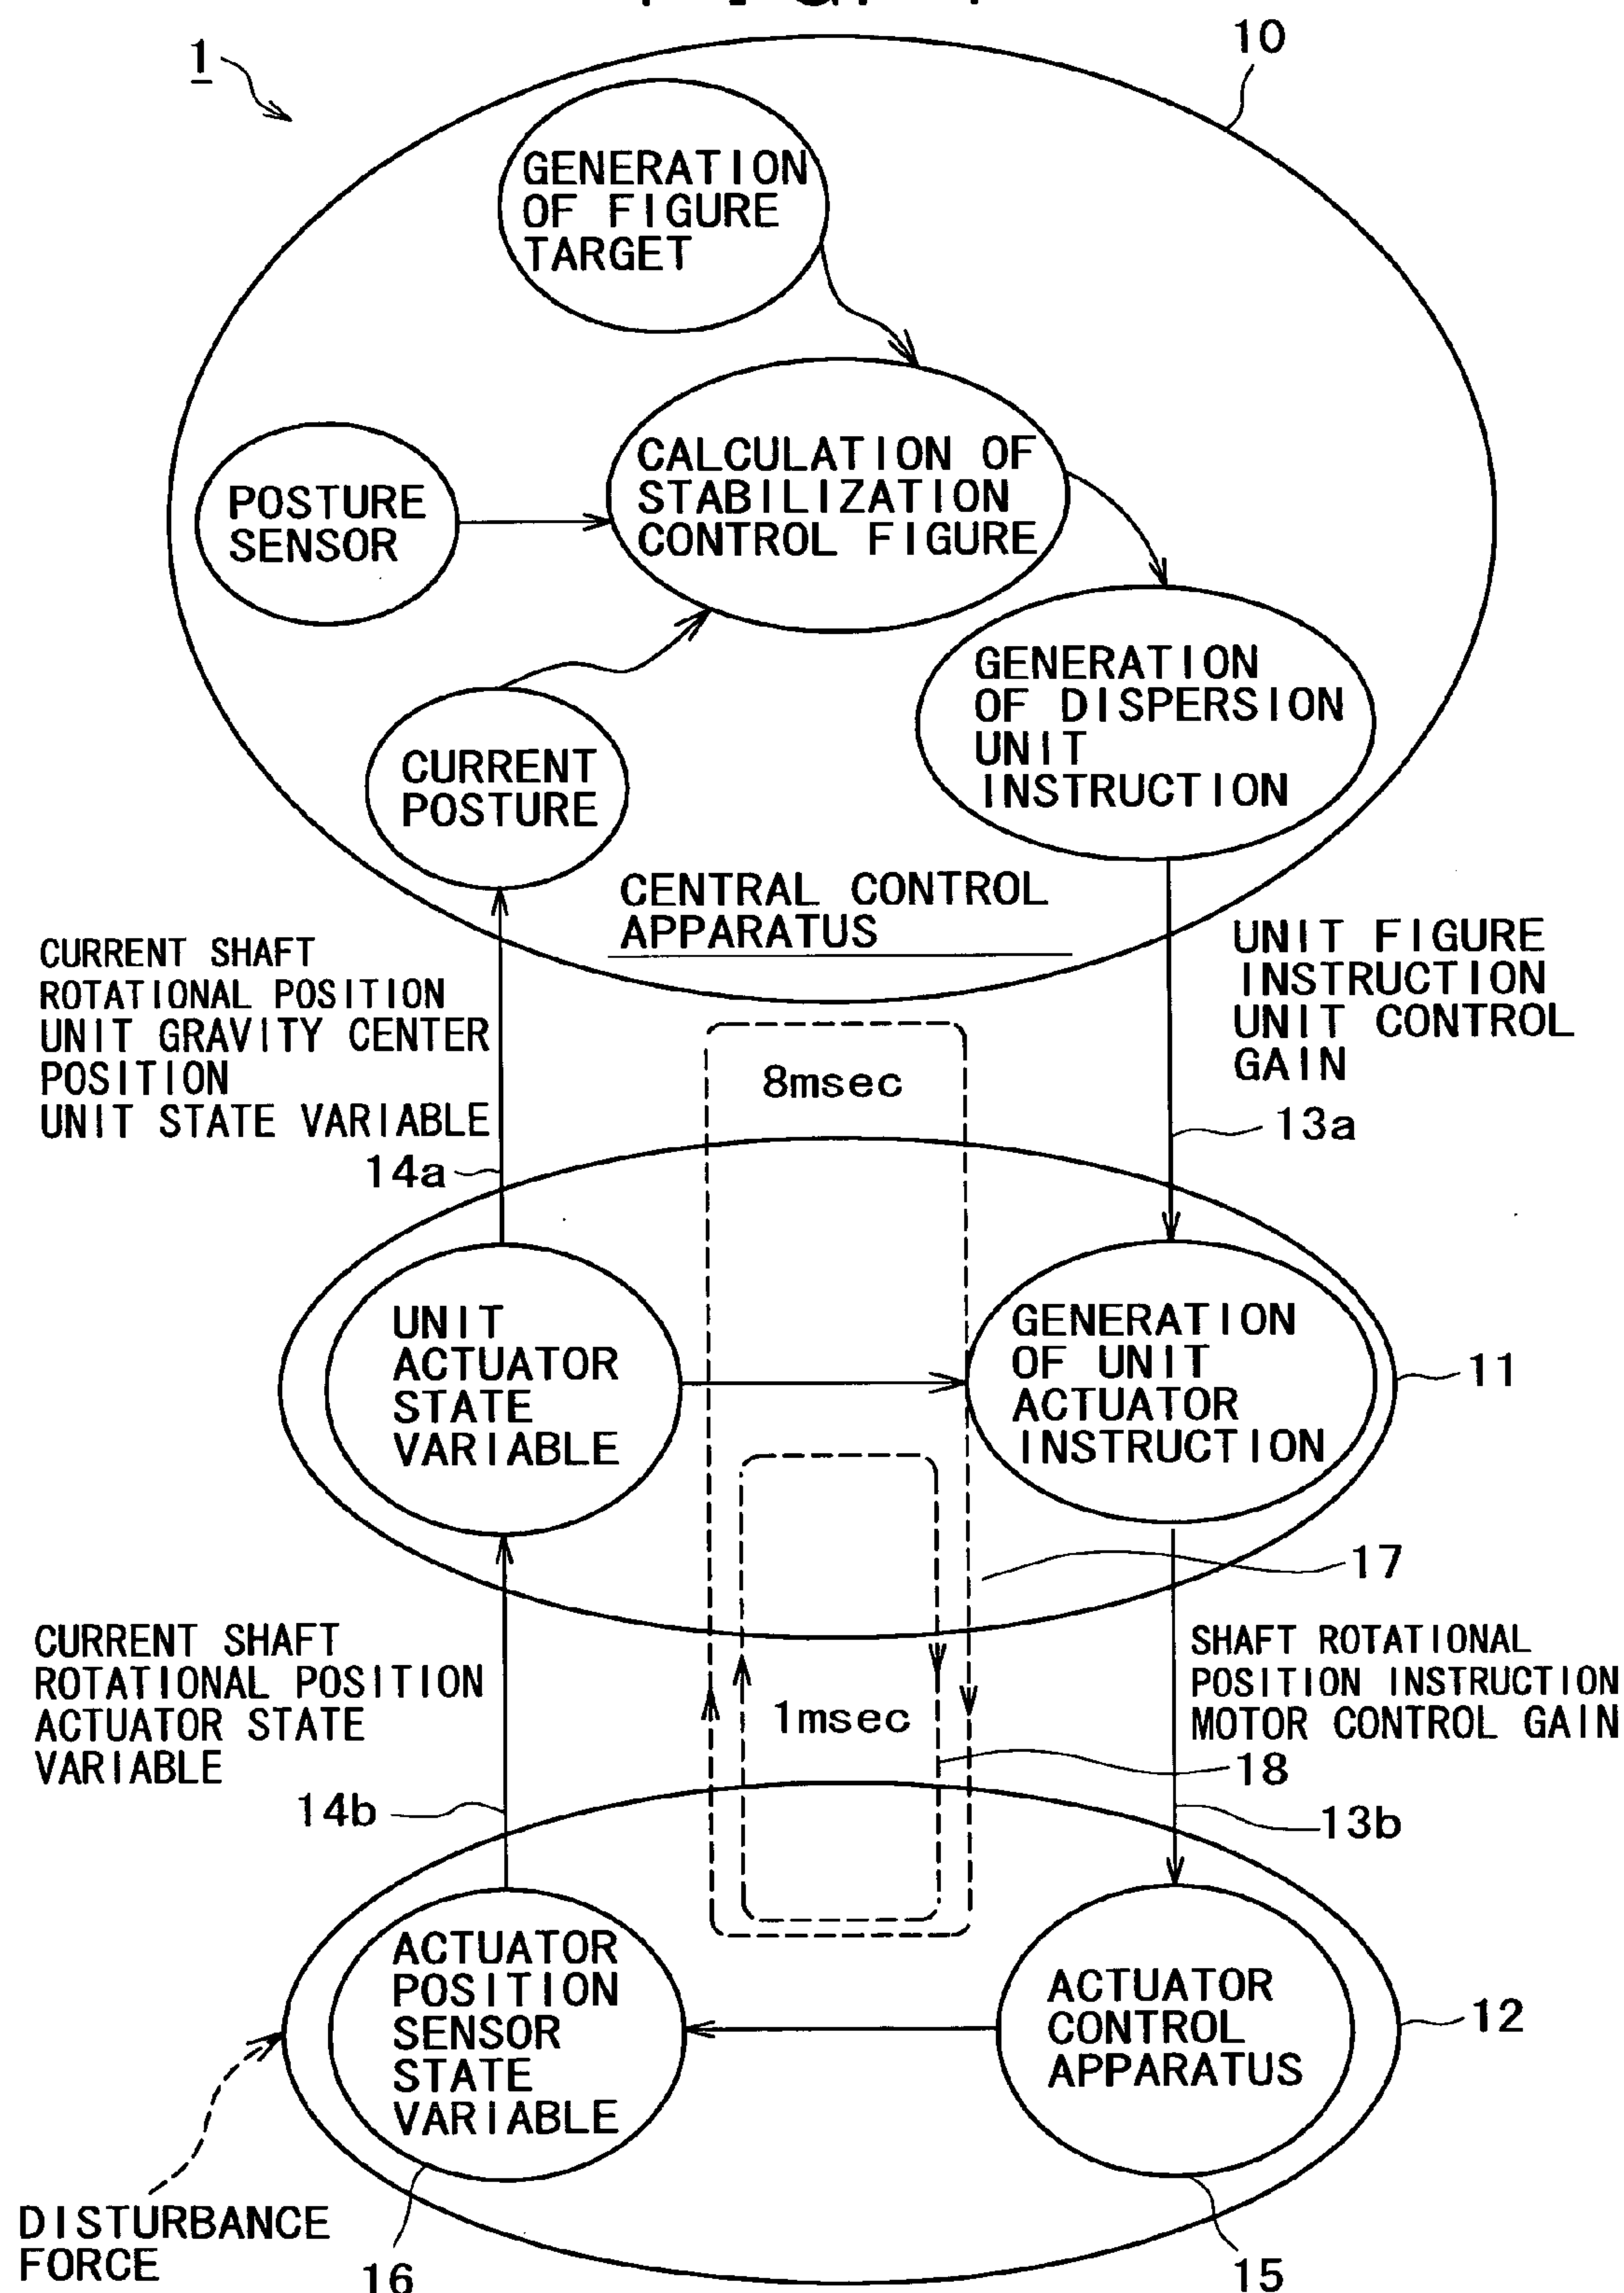 1
10
GENERATION
OF FIGURE
TARGET
CALCULATION OF
STABILIZATION
CONTROL FIGURE
POSTURE
SENSOR
GENERATION
OF DISPERSION
UNIT
INSTRUCTION
CURRENT
POSTURE
CENTRAL CONTROL
APPARATUS
CURRENT SHAFT
ROTATIONAL POSITION
UNIT GRAVITY CENTER
POSITION
UNIT STATE VARIABLE
14a
UNIT FIGURE
INSTRUCTION
UNIT CONTROL
GAIN
13a
8msec
UNIT
ACTUATOR
STATE
VARIABLE
GENERATION
OF UNIT
ACTUATOR
INSTRUCTION
11
17
CURRENT SHAFT
ROTATIONAL POSITION
ACTUATOR STATE
VARIABLE
14b
1msec
SHAFT ROTATIONAL
POSITION INSTRUCTION
MOTOR CONTROL GAIN
18
13b
ACTUATOR
POSITION
SENSOR
STATE
VARIABLE
ACTUATOR
CONTROL
APPARATUS
12
DISTURBANCE
FORCE
16
15